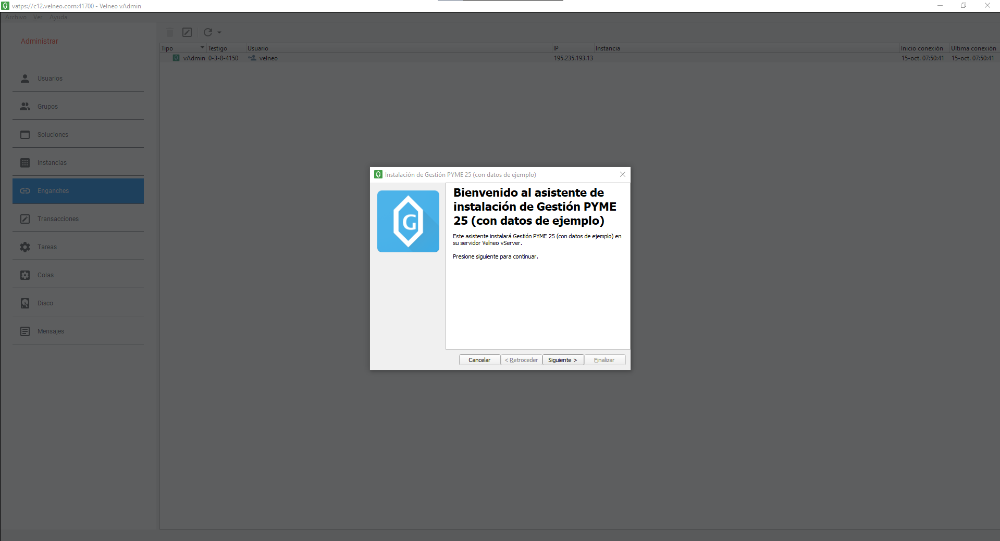 vatps://c12.velneo.com:41700 - Velneo vAdmin
Archivo Ver Ayuda
Administrar
Usuarios
Grupos
Soluciones
Instancias
Enganches
Transacciones
Tareas
Colas
Disco
Mensajes
Tipo Testigo Usuario IP Instancia Inicio conexión Ultima conexión
vAdmin 0-3-8-4150 velneo 195.235.193.13 15-oct. 07:50:41 15-oct. 07:50:41
Instalación de Gestión PYME 25 (con datos de ejemplo)
G
Bienvenido al asistente de
instalación de Gestión PYME
25 (con datos de ejemplo)
Este asistente instalará Gestión PYME 25 (con datos de ejemplo) en
su servidor Velneo vServer.
Presione siguiente para continuar.
Cancelar < Retroceder Siguiente > Finalizar